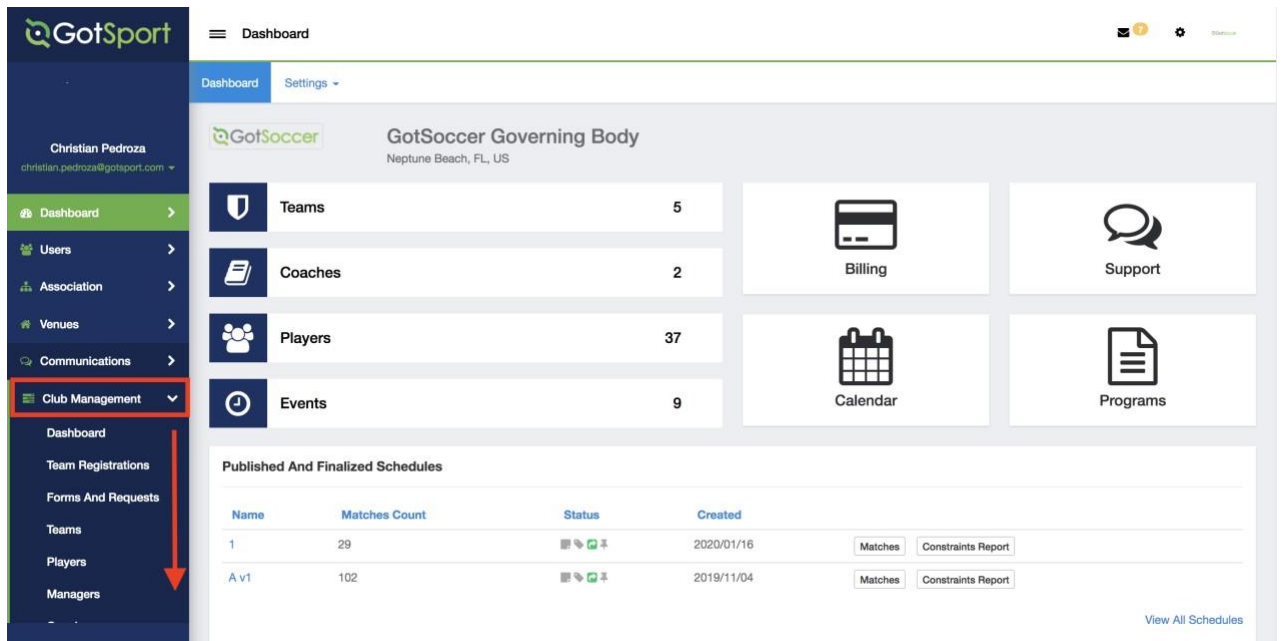 GotSport
Dashboard
7
Dashboard
Settings
Christian Pedroza
christian.pedroza@gotsport.com
Dashboard
Users
Association
Venues
Communications
Club Management
Dashboard
Team Registrations
Forms And Requests
Teams
Players
Managers
GotSoccer
GotSoccer Governing Body
Neptune Beach, FL, US
Teams 5
Coaches 2
Players 37
Events 9
Billing
Support
Calendar
Programs
Published And Finalized Schedules
Name Matches Count Status Created
1 29 2020/01/16 Matches Constraints Report
A v1 102 2019/11/04 Matches Constraints Report
View All Schedules